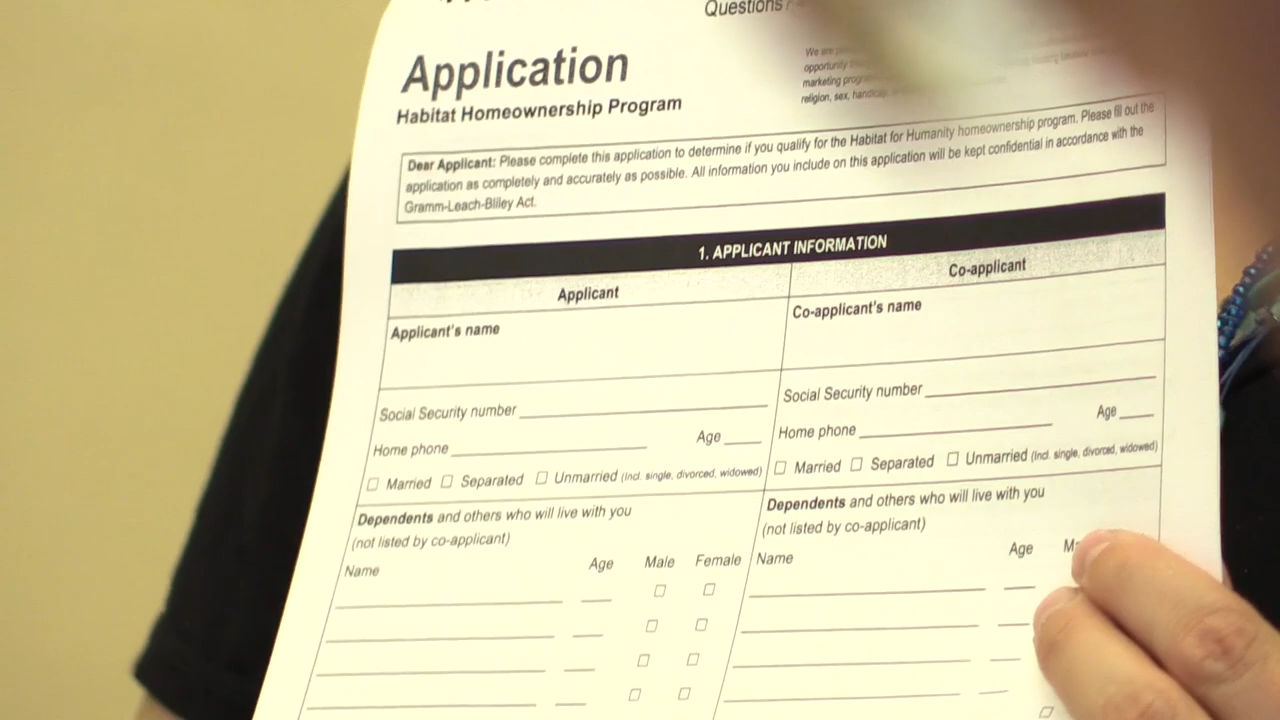 Questions?
Application
Habitat Homeownership Program
We are
opportunity
marketing
religion, sex,
Dear Applicant: Please complete this application to determine if you qualify for the Habitat for Humanity homeownership program. Please fill out the
application as completely and accurately as possible. All information you include on this application will be kept confidential in accordance with the
Gramm-Leach-Bliley Act.
1. APPLICANT INFORMATION
Applicant
Co-applicant
Applicant's name
Co-applicant's name
Social Security number
Home phone Age
Married Separated Unmarried (Incl. single, divorced, widowed)
Social Security number
Home phone Age
Married Separated Unmarried (Incl. single, divorced, widowed)
Dependents and others who will live with you
(not listed by co-applicant)
Name Age Male Female
Dependents and others who will live with you
(not listed by co-applicant)
Name Age